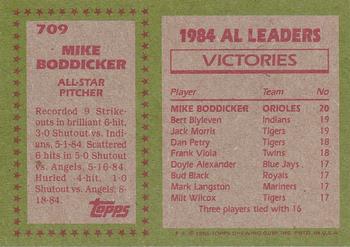 709
MIKE
BODDICKER
ALL-STAR
PITCHER
Recorded 9 Strike-
outs in brilliant 6-hit,
3-0 Shutout vs. Indi-
ans, 5-1-84. Scattered
6 hits in 5-0 Shutout
vs. Angels, 5-16-84.
Hurled 4-hit, 2-0
Shutout vs. Angels, 8-
18-84.
Topps
1984 AL LEADERS
VICTORIES
Player Team No
MIKE BODDICKER ORIOLES 20
Bert Blyleven Indians 19
Jack Morris Tigers 19
Dan Petry Tigers 18
Frank Viola Twins 18
Doyle Alexander Blue Jays 17
Bud Black Royals 17
Mark Langston Mariners 17
Milt Wilcox Tigers 17
Three players tied with 16